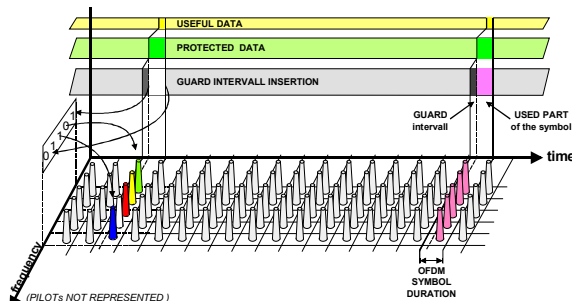 USEFUL DATA
PROTECTED DATA
GUARD INTERVALL INSERTION
GUARD
intervall
USED PART
of the symbol
1
0
1
0
time
frequency
OFDM
SYMBOL
DURATION
(PILOTs NOT REPRESENTED )